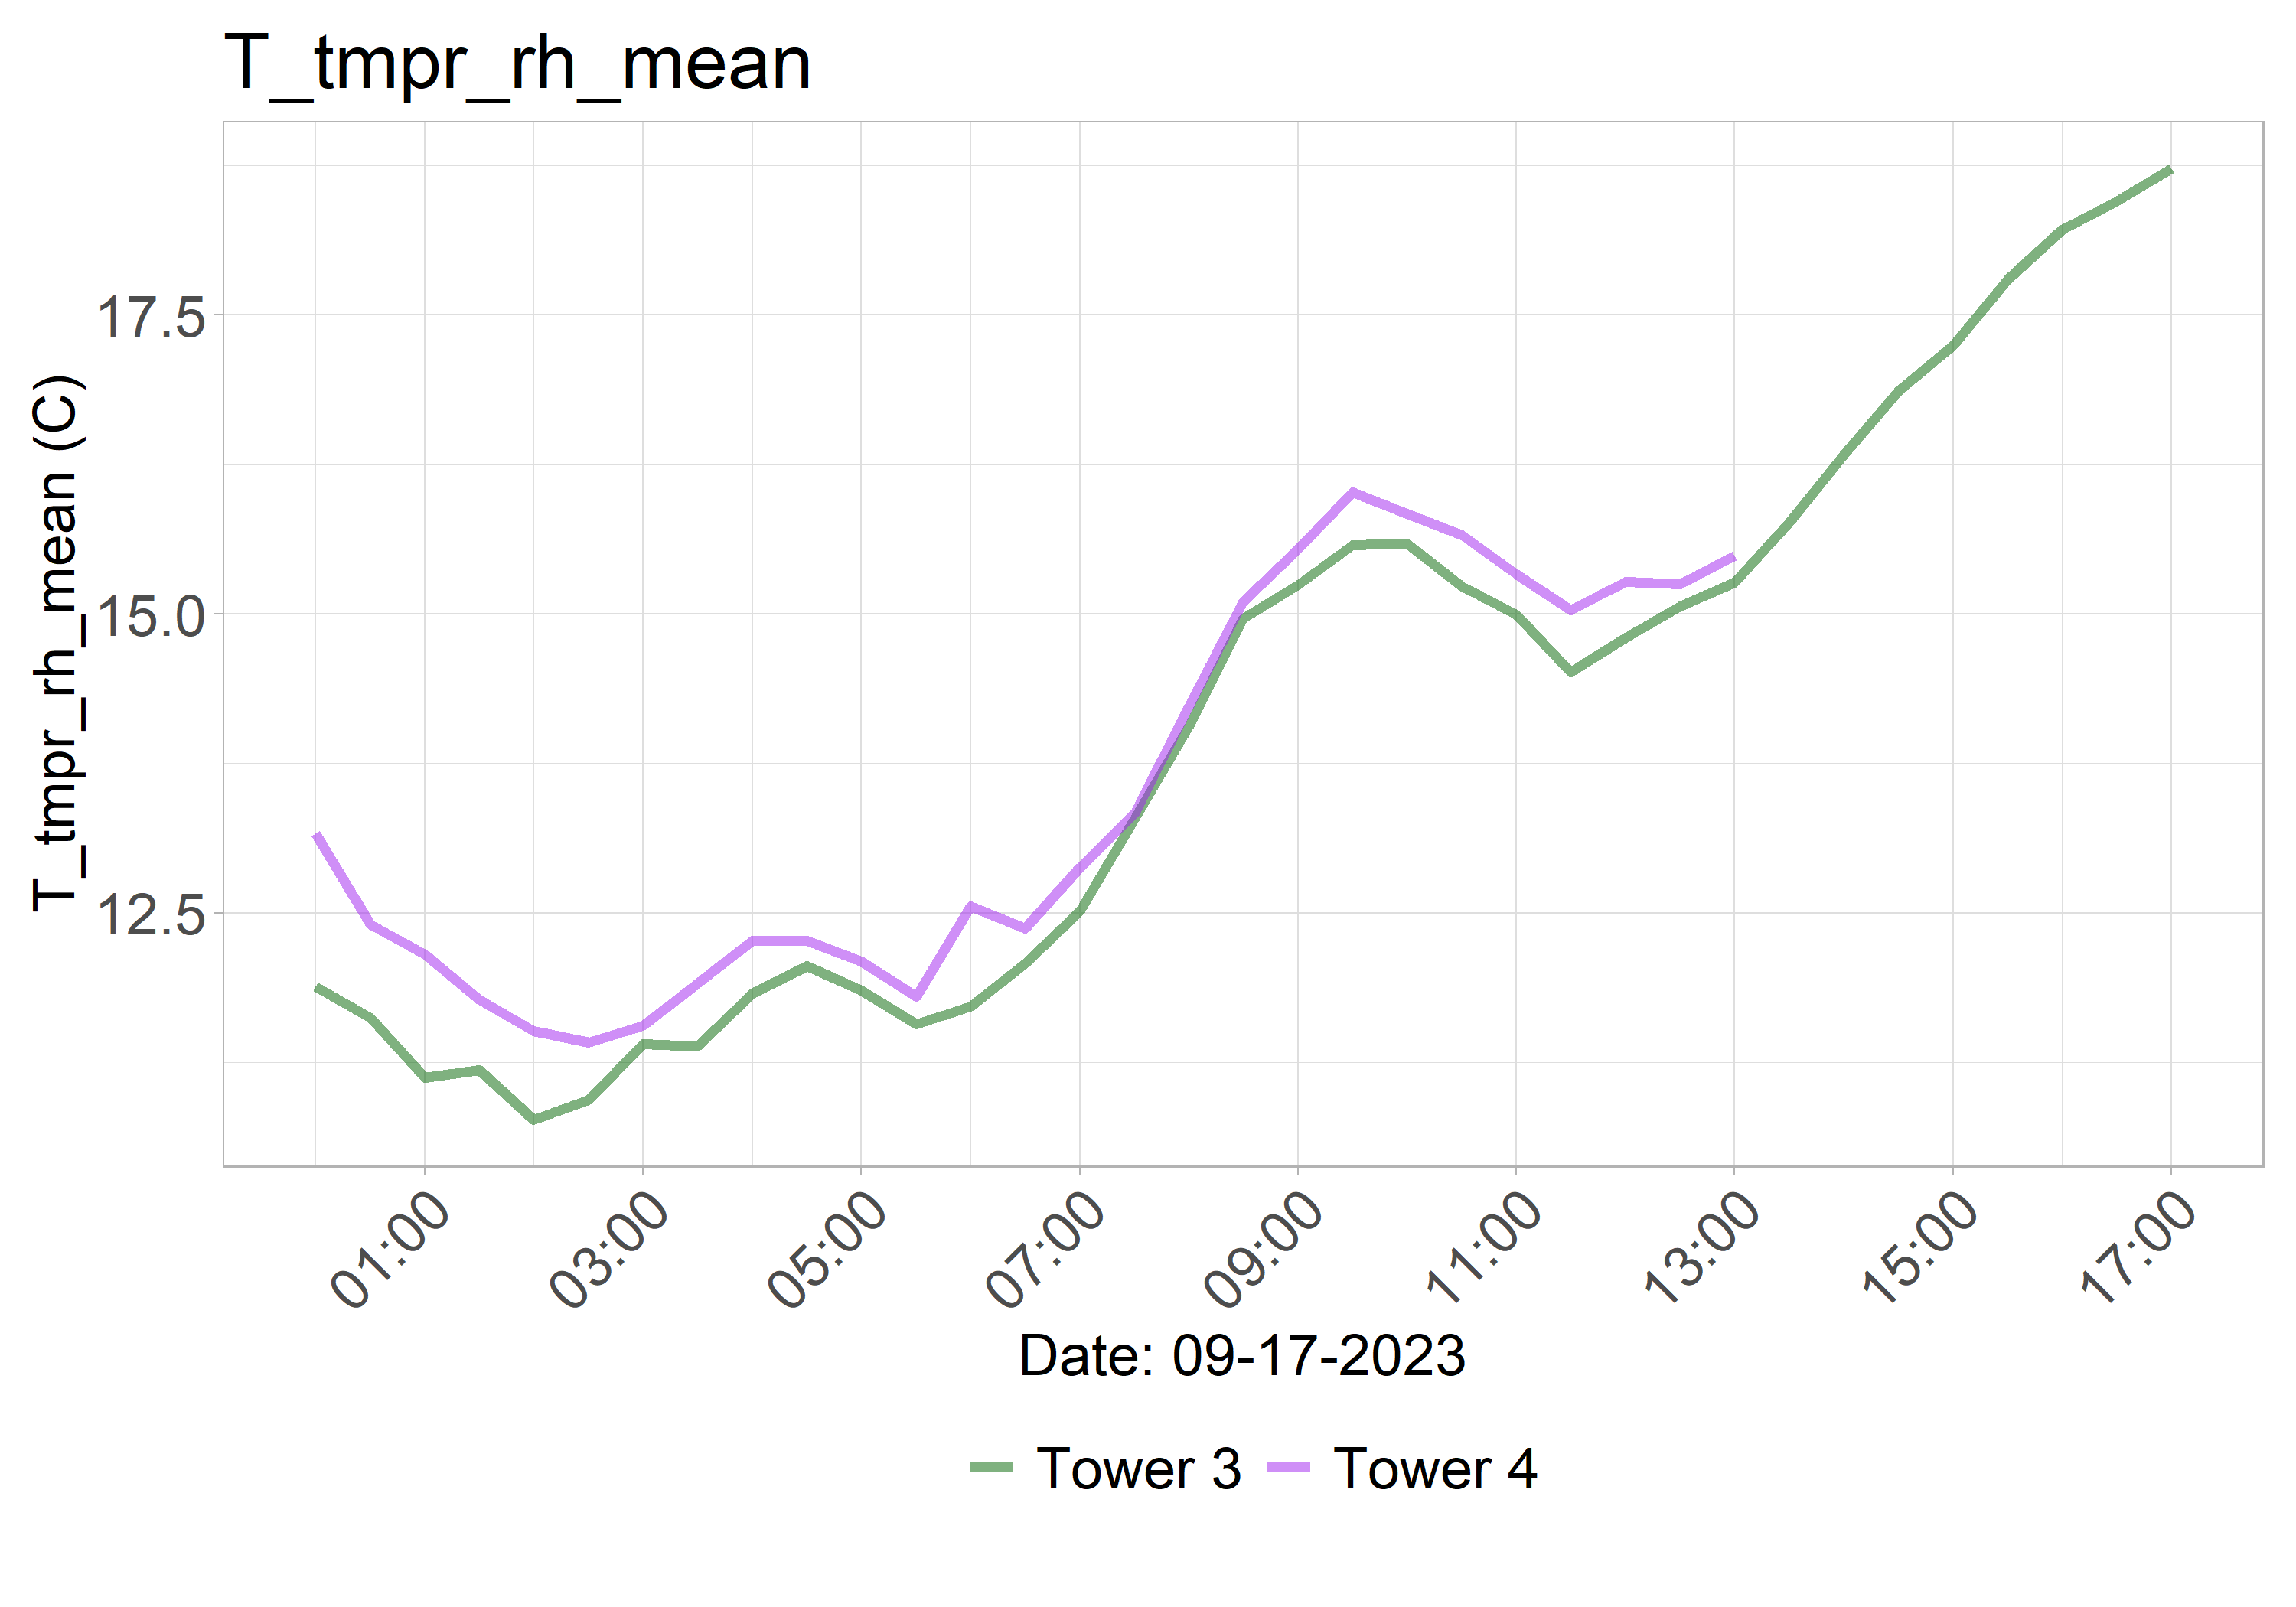 T_tmpr_rh_mean
T_tmpr_rh_mean (C)
17.5
15.0
12.5
01:00 03:00 05:00 07:00 09:00 11:00 13:00 15:00 17:00
Date: 09-17-2023
Tower 3 Tower 4